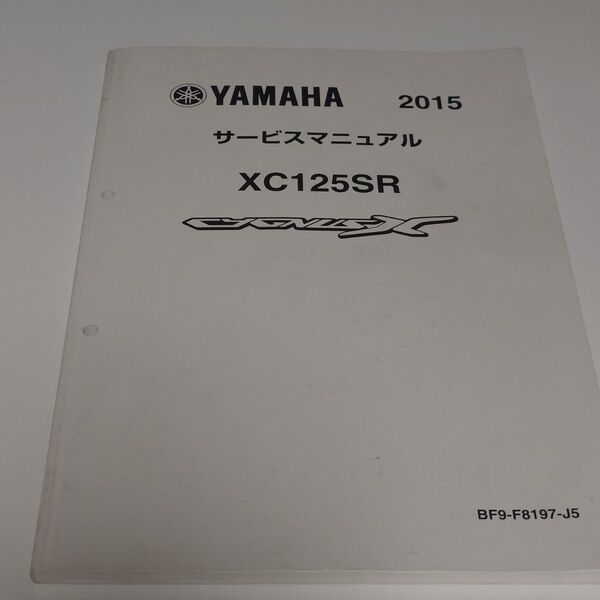 YAMAHA 2015
サービスマニュアル
XC125SR
CYGNUS X
BF9-F8197-J5